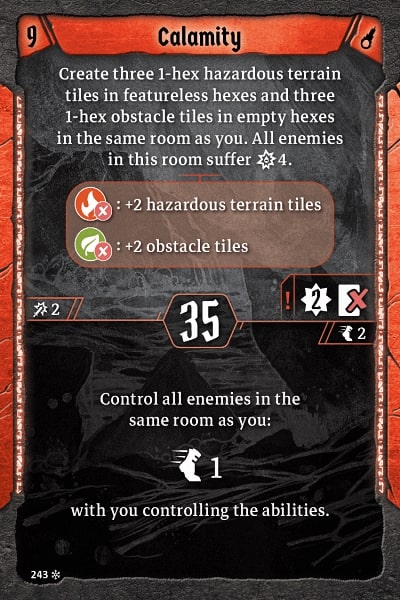 9
Calamity
Create three 1-hex hazardous terrain
tiles in featureless hexes and three
1-hex obstacle tiles in empty hexes
in the same room as you. All enemies
in this room suffer 4.
: +2 hazardous terrain tiles
: +2 obstacle tiles
2
35
! 2
2
Control all enemies in the
same room as you:
1
with you controlling the abilities.
243